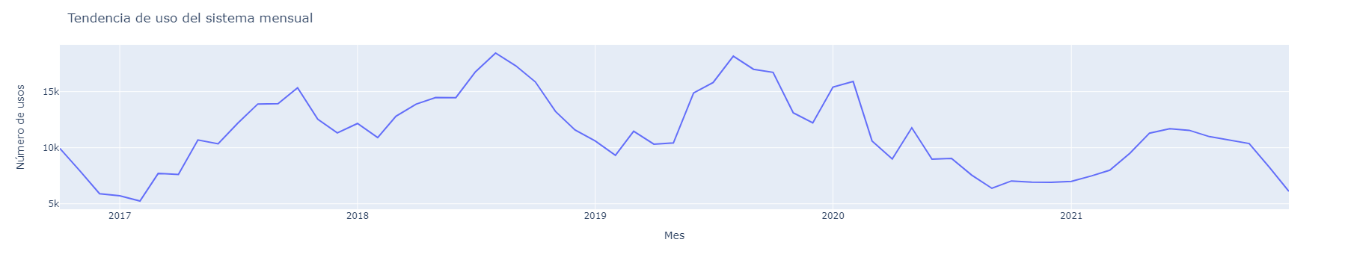 Tendencia de uso del sistema mensual
Número de usos
15k
10k
5k
2017 2018 2019 2020 2021
Mes